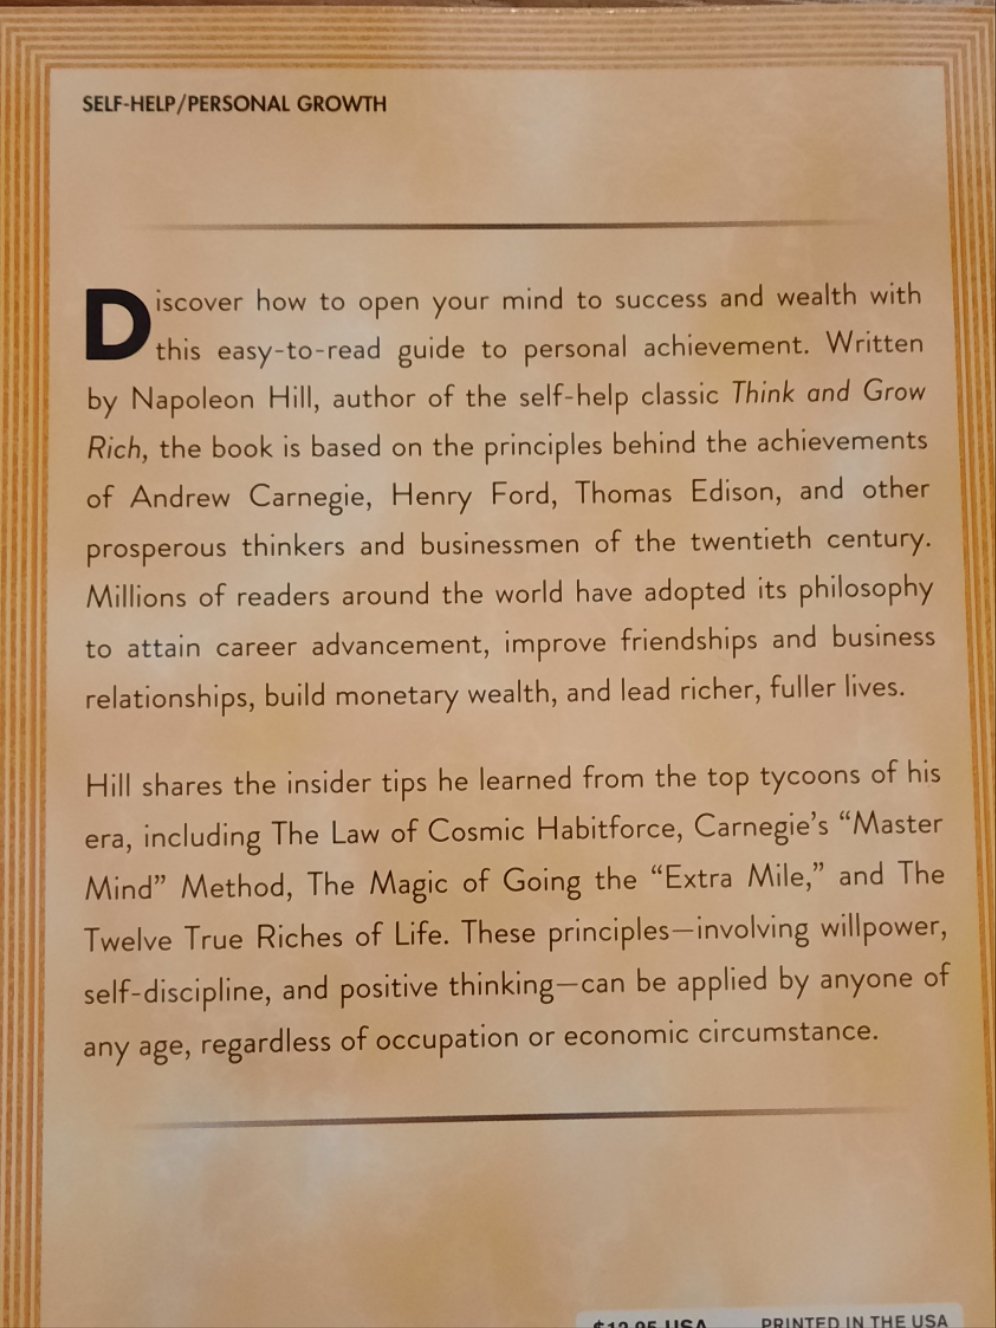 SELF-HELP/PERSONAL GROWTH
Discover how to open your mind to success and wealth with
this easy-to-read guide to personal achievement. Written
by Napoleon Hill, author of the self-help classic Think and Grow
Rich, the book is based on the principles behind the achievements
of Andrew Carnegie, Henry Ford, Thomas Edison, and other
prosperous thinkers and businessmen of the twentieth century.
Millions of readers around the world have adopted its philosophy
to attain career advancement, improve friendships and business
relationships, build monetary wealth, and lead richer, fuller lives.
Hill shares the insider tips he learned from the top tycoons of his
era, including The Law of Cosmic Habitforce, Carnegie's “Master
Mind” Method, The Magic of Going the “Extra Mile,” and The
Twelve True Riches of Life. These principles—involving willpower,
self-discipline, and positive thinking—can be applied by anyone of
any age, regardless of occupation or economic circumstance.
USA PRINTED IN THE USA